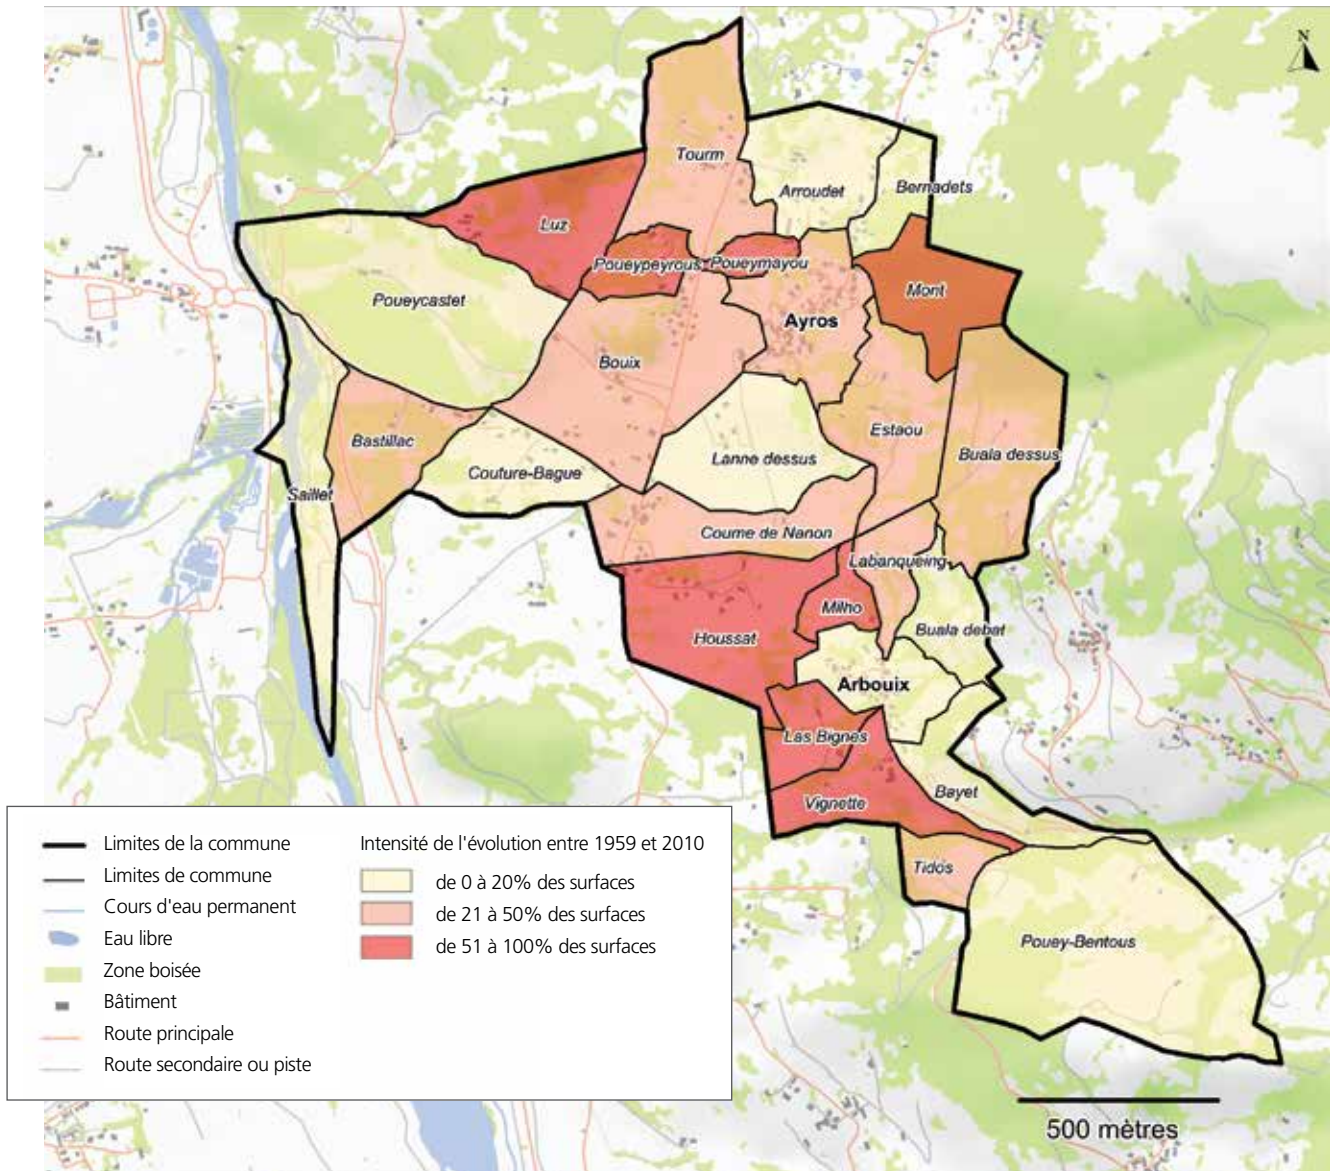 N
Tourm
Arroudet
Bernadets
Luz
Poueypeyrous
Poueymayou
Mont
Poueycastet
Ayros
Bouix
Bastillac
Couture-Bague
Lanne dessus
Estaou
Buala dessus
Saillet
Coume de Nanon
Labanqueing
Milho
Houssat
Buala debat
Arbouix
Las Bignes
Vignette
Bayet
Tidos
Pouey-Bentous
Limites de la commune
Limites de commune
Cours d'eau permanent
Eau libre
Zone boisée
Bâtiment
Route principale
Route secondaire ou piste
Intensité de l'évolution entre 1959 et 2010
de 0 à 20% des surfaces
de 21 à 50% des surfaces
de 51 à 100% des surfaces
500 mètres